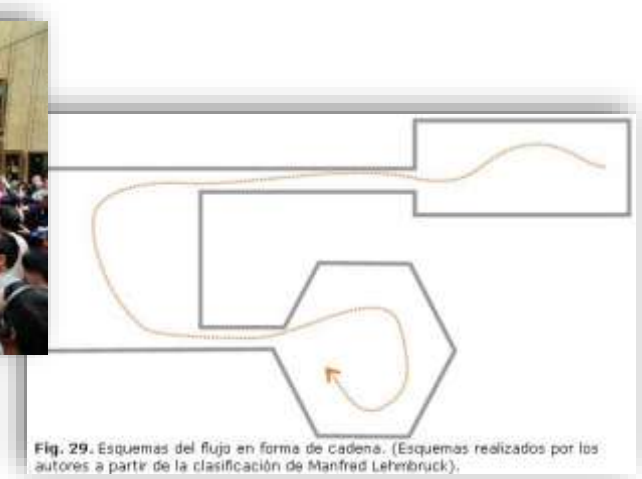 Fig. 29. Esquemas del flujo en forma de cadena. (Esquemas realizados por los
autores a partir de la clasificación de Manfred Lehmbruck).